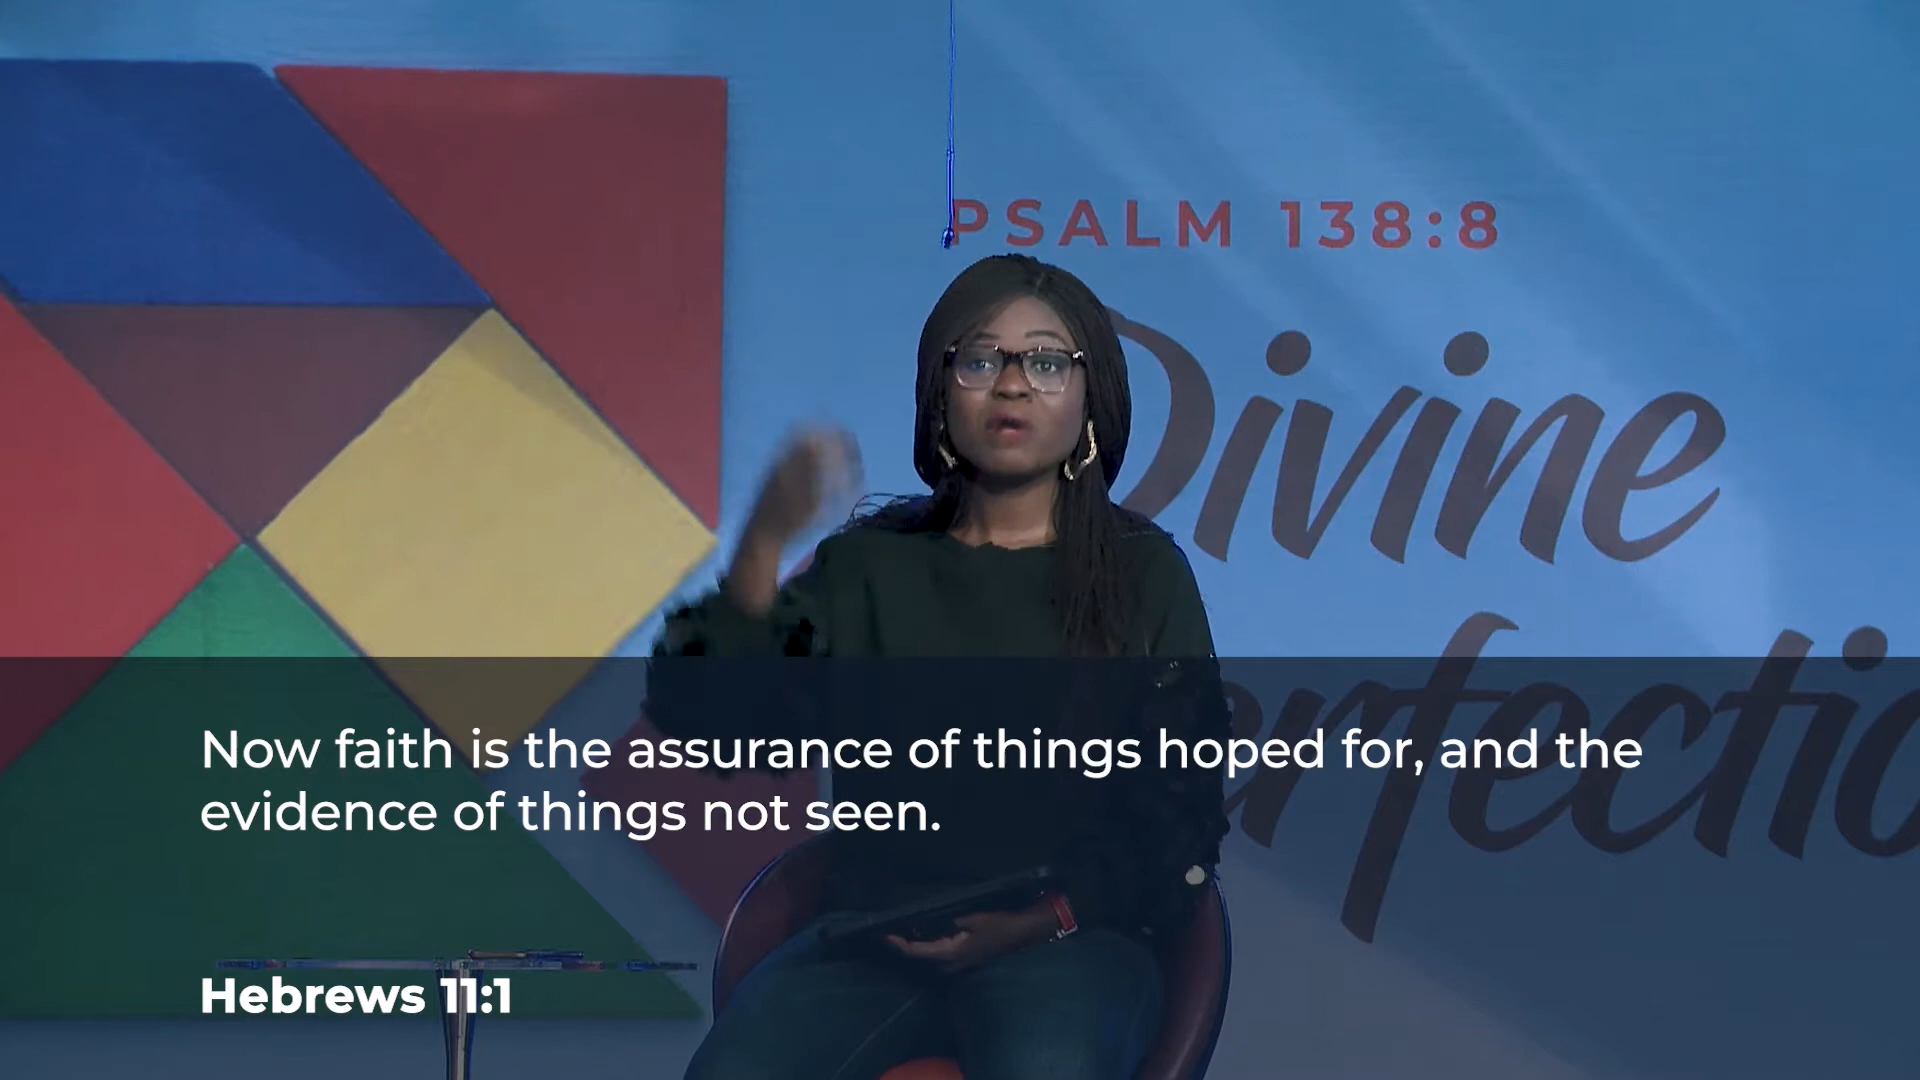 PSALM 138:8
Divine
Now faith is the assurance of things hoped for, and the
evidence of things not seen.
Hebrews 11:1